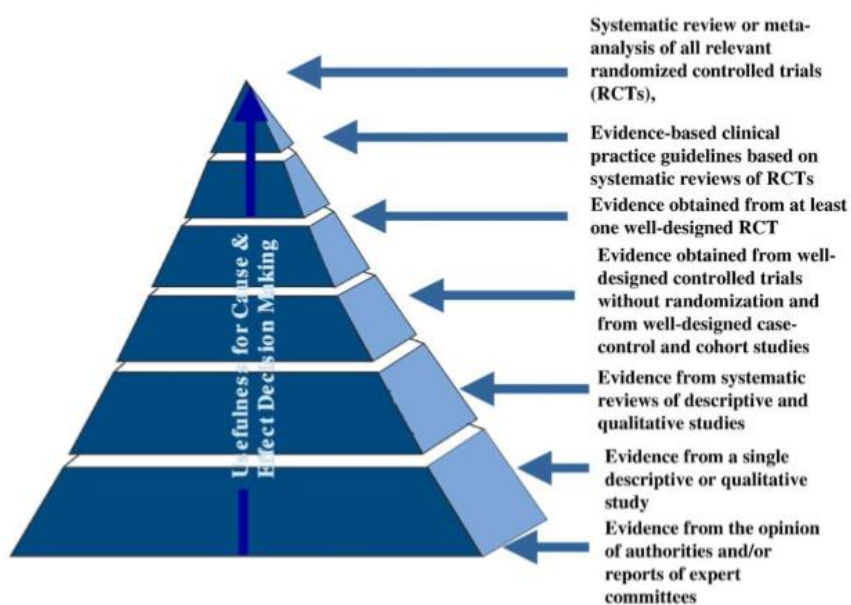 Systematic review or meta-
analysis of all relevant
randomized controlled trials
(RCTs),
Evidence-based clinical
practice guidelines based on
systematic reviews of RCTs
Evidence obtained from at least
one well-designed RCT
Evidence obtained from well-
designed controlled trials
without randomization and
from well-designed case-
control and cohort studies
Evidence from systematic
reviews of descriptive and
qualitative studies
Evidence from a single
descriptive or qualitative
study
Evidence from the opinion
of authorities and/or
reports of expert
committees
Usefulness for Cause &
Effect Decision Making